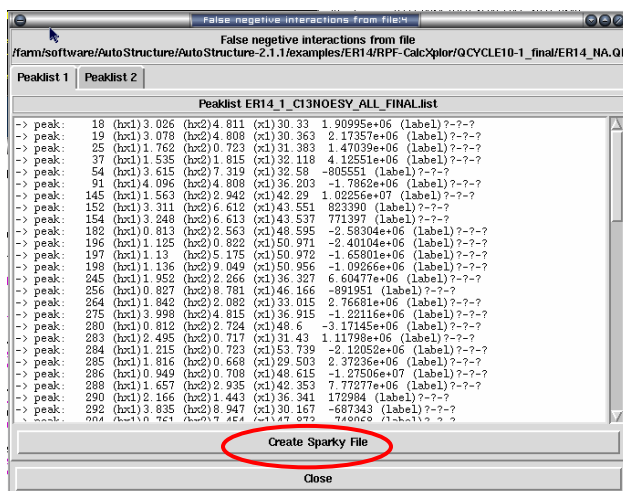 False negetive interactions from file:4
False negetive interactions from file:
/farm/software/AutoStructure/AutoStructure-2.1.1/examples/ER14/RPF-CalcXplor/QCYCLE10-1_final/ER14_NA.QI
Peaklist 1 Peaklist 2
Peaklist ER14_1_C13NOESY_ALL_FINAL.list
-> peak: 18 (hx1)3.026 (hx2)4.811 (x1)30.33 1.90995e+06 (label)?-?-?
-> peak: 19 (hx1)3.078 (hx2)4.808 (x1)30.363 2.17357e+06 (label)?-?-?
-> peak: 25 (hx1)1.762 (hx2)0.723 (x1)31.383 1.47039e+06 (label)?-?-?
-> peak: 37 (hx1)1.535 (hx2)1.815 (x1)32.118 4.12551e+06 (label)?-?-?
-> peak: 54 (hx1)3.615 (hx2)7.319 (x1)32.58 -805551 (label)?-?-?
-> peak: 91 (hx1)4.096 (hx2)4.808 (x1)36.203 -1.7862e+06 (label)?-?-?
-> peak: 145 (hx1)1.563 (hx2)2.942 (x1)42.29 1.02256e+07 (label)?-?-?
-> peak: 152 (hx1)3.311 (hx2)6.612 (x1)43.551 823390 (label)?-?-?
-> peak: 154 (hx1)3.248 (hx2)6.613 (x1)43.537 771397 (label)?-?-?
-> peak: 182 (hx1)0.813 (hx2)2.563 (x1)48.595 -2.58304e+06 (label)?-?-?
-> peak: 196 (hx1)1.125 (hx2)0.822 (x1)50.971 -2.40104e+06 (label)?-?-?
-> peak: 197 (hx1)1.13 (hx2)5.175 (x1)50.972 -1.65801e+06 (label)?-?-?
-> peak: 198 (hx1)1.136 (hx2)9.049 (x1)50.956 -1.09266e+06 (label)?-?-?
-> peak: 245 (hx1)1.952 (hx2)2.266 (x1)36.327 6.60477e+06 (label)?-?-?
-> peak: 256 (hx1)0.827 (hx2)8.781 (x1)46.166 -891951 (label)?-?-?
-> peak: 264 (hx1)1.842 (hx2)2.082 (x1)33.015 2.76681e+06 (label)?-?-?
-> peak: 275 (hx1)3.998 (hx2)4.815 (x1)36.915 -1.22116e+06 (label)?-?-?
-> peak: 280 (hx1)0.812 (hx2)2.724 (x1)48.6 -3.17145e+06 (label)?-?-?
-> peak: 283 (hx1)2.495 (hx2)0.717 (x1)31.43 1.11798e+06 (label)?-?-?
-> peak: 284 (hx1)1.215 (hx2)0.723 (x1)53.739 -2.12052e+06 (label)?-?-?
-> peak: 285 (hx1)1.816 (hx2)0.668 (x1)29.503 2.37236e+06 (label)?-?-?
-> peak: 286 (hx1)0.949 (hx2)0.708 (x1)48.615 -1.27506e+07 (label)?-?-?
-> peak: 288 (hx1)1.657 (hx2)2.935 (x1)42.353 7.77277e+06 (label)?-?-?
-> peak: 290 (hx1)2.166 (hx2)1.443 (x1)36.341 172984 (label)?-?-?
-> peak: 292 (hx1)3.835 (hx2)8.947 (x1)30.167 -687343 (label)?-?-?
Create Sparky File
Close